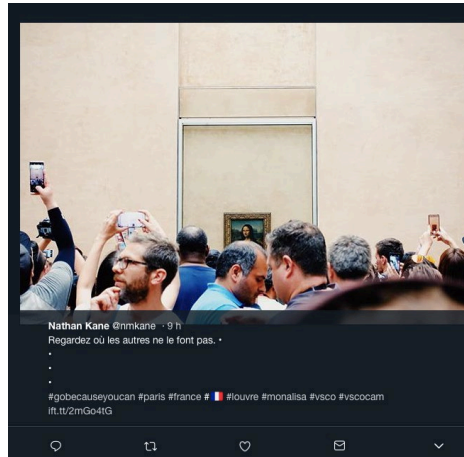 Nathan Kane @nmkane · 9 h
Regardez où les autres ne le font pas. •
•
•
•
#gobecauseyoucan #paris #france #🇫🇷 #louvre #monalisa #vsco #vscocam
ift.tt/2mGo4tG